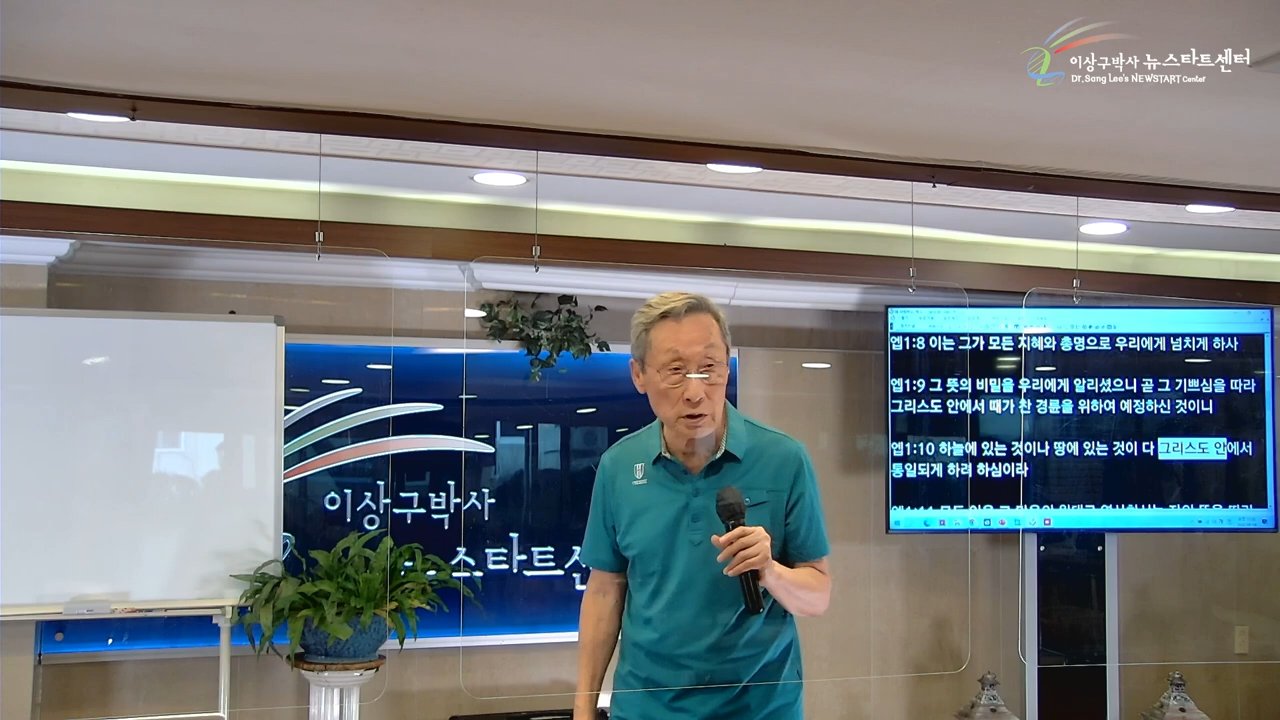 이상구박사 뉴스타트센터
Dr. Sang Lee's NEWSTART Center
엡1:8 이는 그가 모든 지혜와 총명으로 우리에게 넘치게 하사
엡1:9 그 뜻의 비밀을 우리에게 알리셨으니 곧 그 기쁘심을 따라
그리스도 안에서 때가 찬 경륜을 위하여 예정하신 것이니
엡1:10 하늘에 있는 것이나 땅에 있는 것이 다 그리스도 안에서
통일되게 하려 하심이라
이상구박사
스타트센